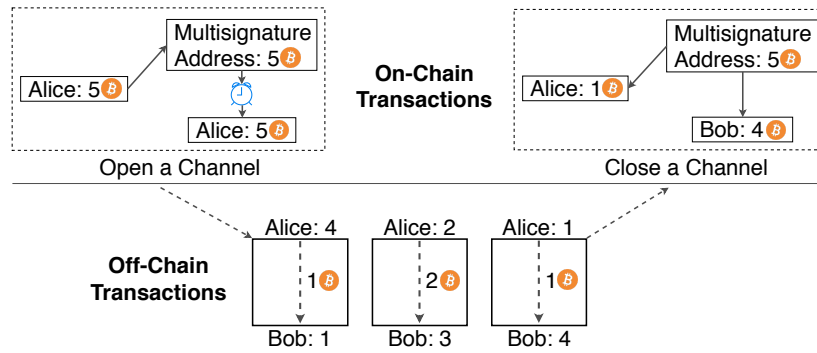 Multisignature
Address: 5
Alice: 5
Alice: 5
Open a Channel
On-Chain
Transactions
Multisignature
Address: 5
Alice: 1
Bob: 4
Close a Channel
Off-Chain
Transactions
Alice: 4
1
Bob: 1
Alice: 2
2
Bob: 3
Alice: 1
1
Bob: 4